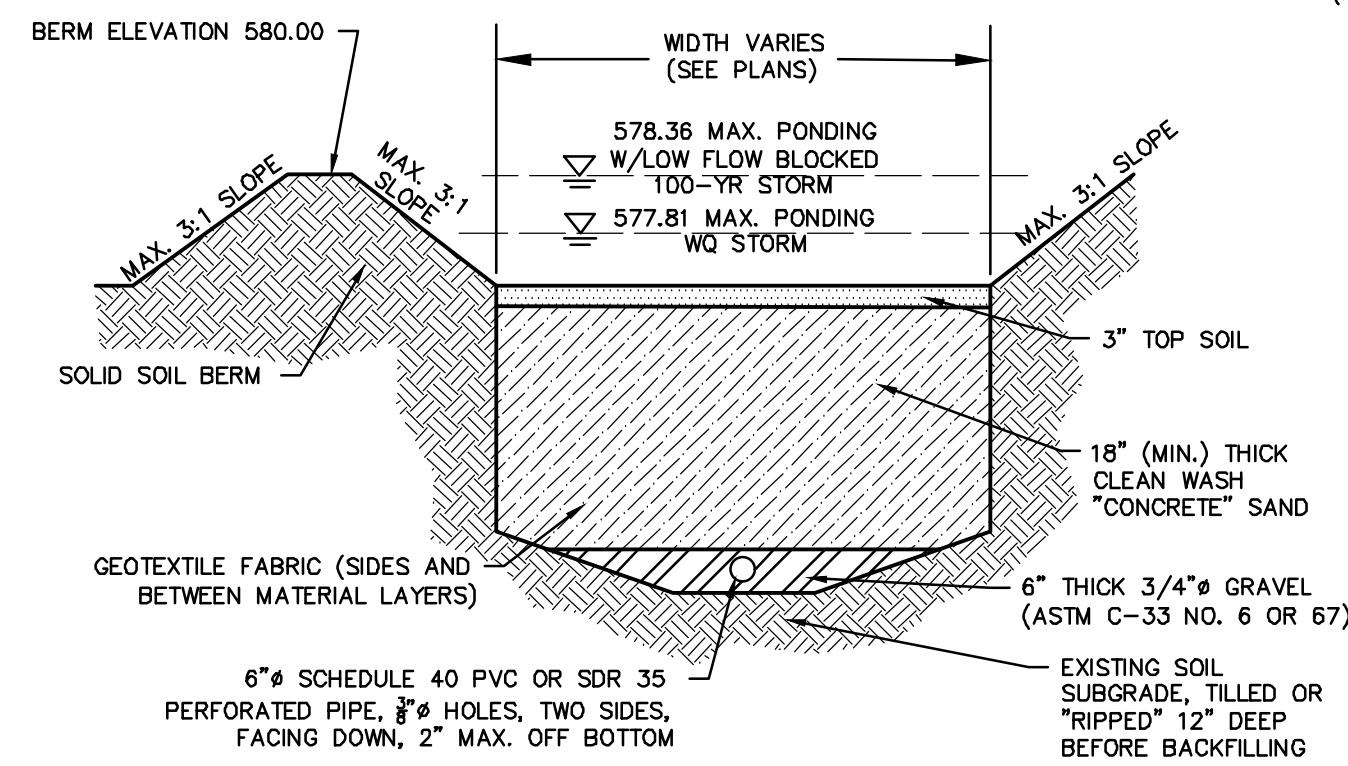 BERM ELEVATION 580.00
WIDTH VARIES
(SEE PLANS)
578.36 MAX. PONDING
W/LOW FLOW BLOCKED
100-YR STORM
577.81 MAX. PONDING
WQ STORM
MAX. 3:1 SLOPE
MAX. 3:1
SLOPE
MAX. 3:1 SLOPE
3" TOP SOIL
SOLID SOIL BERM
18" (MIN.) THICK
CLEAN WASH
"CONCRETE" SAND
GEOTEXTILE FABRIC (SIDES AND
BETWEEN MATERIAL LAYERS)
6" THICK 3/4"ø GRAVEL
(ASTM C-33 NO. 6 OR 67)
6"ø SCHEDULE 40 PVC OR SDR 35
PERFORATED PIPE, 3/8"ø HOLES, TWO SIDES,
FACING DOWN, 2" MAX. OFF BOTTOM
EXISTING SOIL
SUBGRADE, TILLED OR
"RIPPED" 12" DEEP
BEFORE BACKFILLING